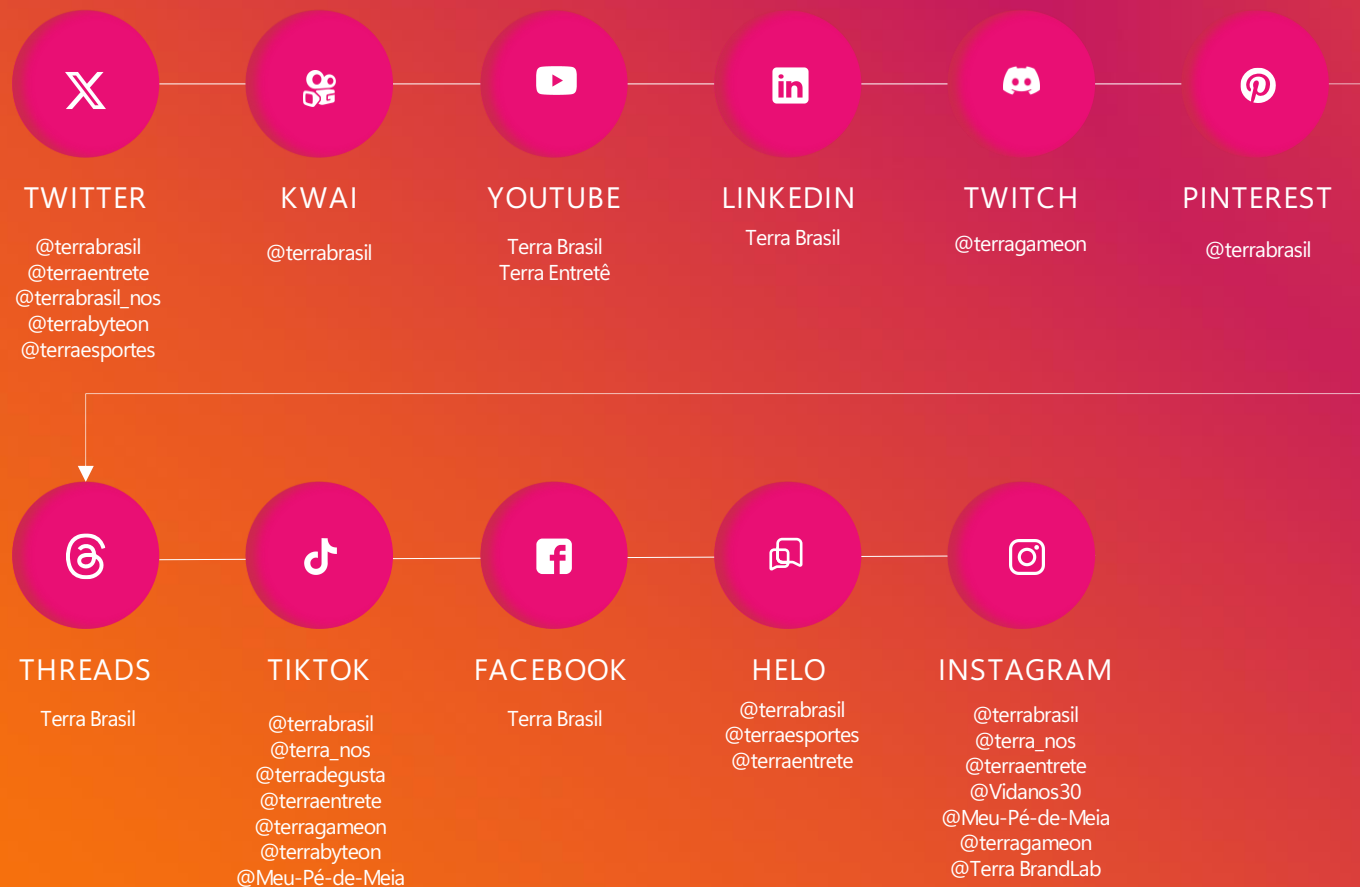 TWITTER
@terrabrasil
@terraentrete
@terrabrasil_nos
@terrabyteon
@terraesportes
KWAI
@terrabrasil
YOUTUBE
Terra Brasil
Terra Entretê
in
LINKEDIN
Terra Brasil
TWITCH
@terragameon
PINTEREST
@terrabrasil
THREADS
Terra Brasil
TIKTOK
@terrabrasil
@terra_nos
@terradegusta
@terraentrete
@terragameon
@terrabyteon
@Meu-Pé-de-Meia
FACEBOOK
Terra Brasil
HELO
@terrabrasil
@terraesportes
@terraentrete
INSTAGRAM
@terrabrasil
@terra_nos
@terraentrete
@Vidanos30
@Meu-Pé-de-Meia
@terragameon
@Terra BrandLab